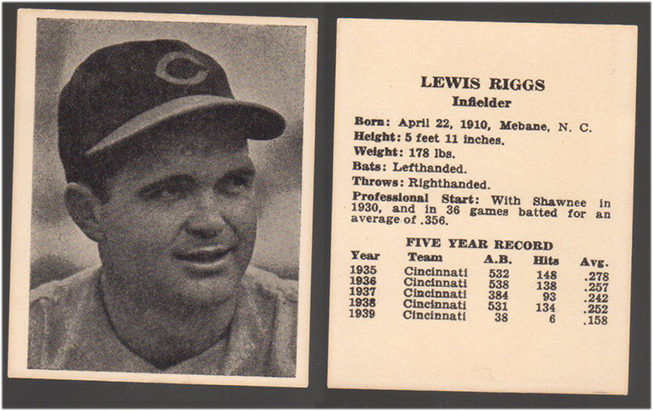 C
LEWIS RIGGS
Infielder
Born: April 22, 1910, Mebane, N. C.
Height: 5 feet 11 inches.
Weight: 178 lbs.
Bats: Lefthanded.
Throws: Righthanded.
Professional Start: With Shawnee in
1930, and in 36 games batted for an
average of .356.
FIVE YEAR RECORD
Year Team A.B. Hits Avg.
1935 Cincinnati 532 148 .278
1936 Cincinnati 538 138 .257
1937 Cincinnati 384 93 .242
1938 Cincinnati 531 134 .252
1939 Cincinnati 38 6 .158